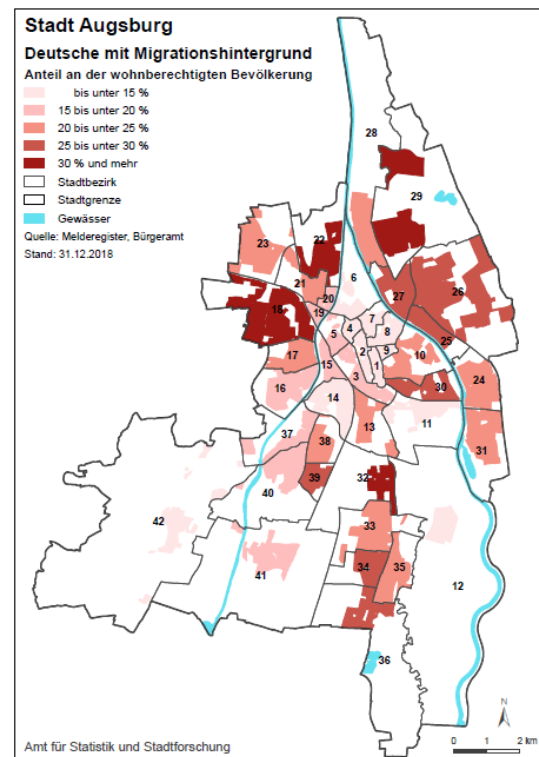 Stadt Augsburg
Deutsche mit Migrationshintergrund
Anteil an der wohnberechtigten Bevölkerung
bis unter 15 %
15 bis unter 20 %
20 bis unter 25 %
25 bis unter 30 %
30 % und mehr
Stadtbezirk
Stadtgrenze
Gewässer
Quelle: Melderegister, Bürgeramt
Stand: 31.12.2018
28
29
23
22
6
21
20
27
26
18
19
7
5
4
8
25
17
2
9
10
15
1
3
24
16
14
30
11
13
37
38
31
39
32
40
42
33
34
35
41
12
36
N
0 1 2 km
Amt für Statistik und Stadtforschung